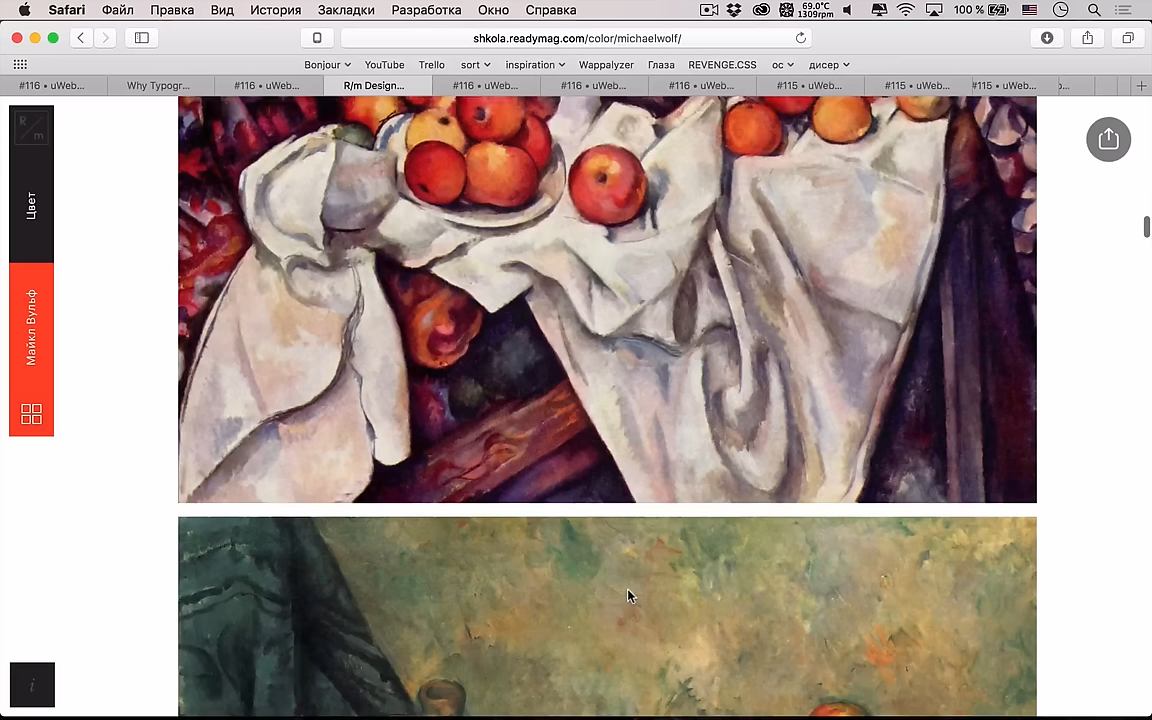 Safari Файл Правка Вид История Закладки Разработка Окно Справка 69.0°C 1309rpm 100 %
shkola.readymag.com/color/michaelwolf/
Bonjour YouTube Trello sort inspiration Wappalyzer Глаза REVENGE.CSS ос дисер
#116 • uWeb... Why Typogr... #116 • uWeb... R/m Design... #116 • uWeb... #116 • uWeb... #116 • uWeb... #115 • uWeb... #115 • uWeb... #115 • uWeb...
R/m
Цвет
Майкл Вульф
i